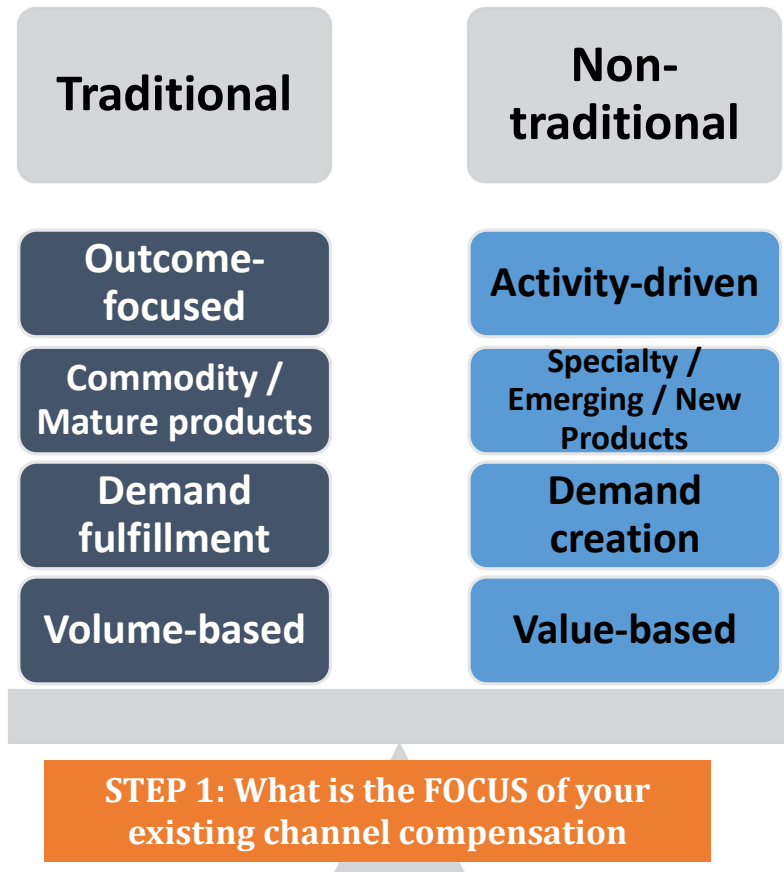 Traditional
Non-
traditional
Outcome-
focused
Activity-driven
Commodity /
Mature products
Specialty /
Emerging / New
Products
Demand
fulfillment
Demand
creation
Volume-based
Value-based
STEP 1: What is the FOCUS of your
existing channel compensation